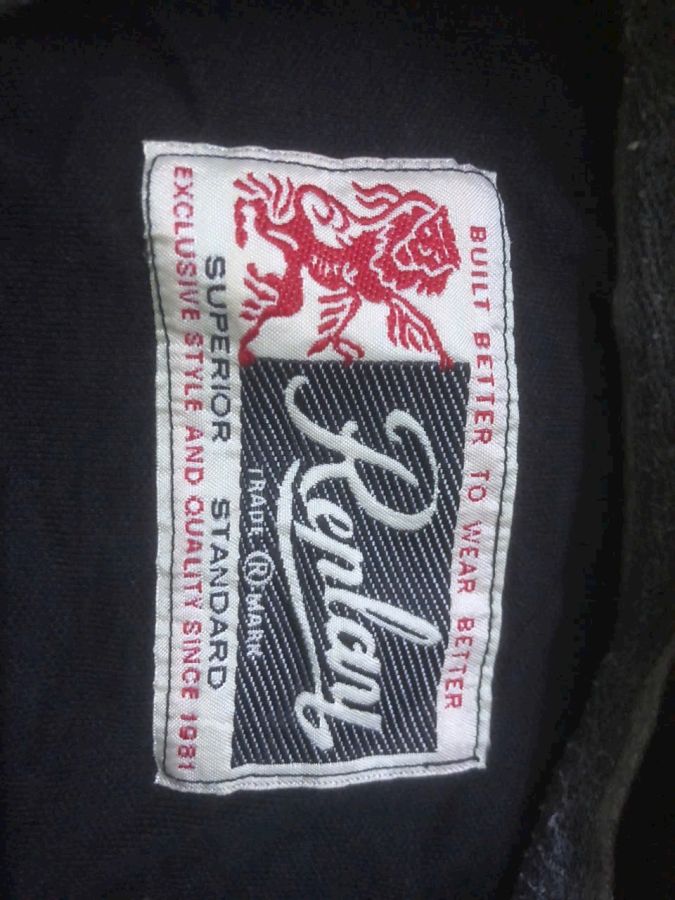 BUILT BETTER TO WEAR BETTER
Replay
TRADE ® MARK
SUPERIOR STANDARD
EXCLUSIVE STYLE AND QUALITY SINCE 1981